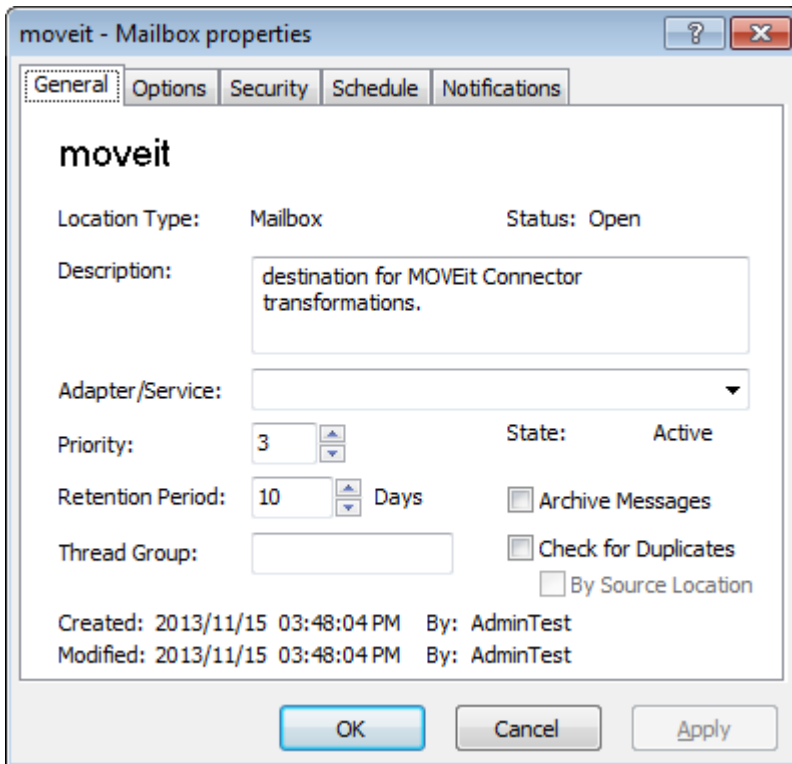 moveit - Mailbox properties ?
General Options Security Schedule Notifications
moveit
Location Type: Mailbox Status: Open
Description: destination for MOVEit Connector
transformations.
Adapter/Service:
Priority: 3 State: Active
Retention Period: 10 Days Archive Messages
Thread Group: Check for Duplicates
By Source Location
Created: 2013/11/15 03:48:04 PM By: AdminTest
Modified: 2013/11/15 03:48:04 PM By: AdminTest
OK Cancel Apply